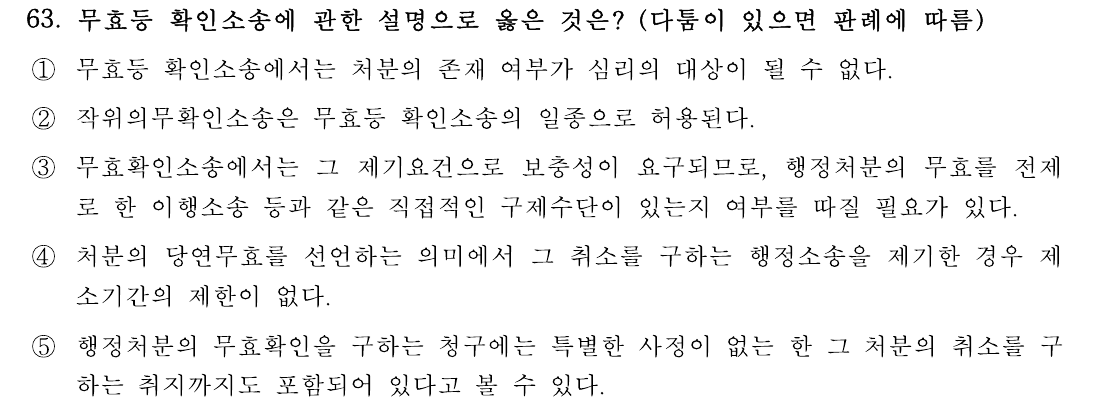 63. 무효등 확인소송에 관한 설명으로 옳은 것은? (다툼이 있으면 판례에 따름)
① 무효등 확인소송에서는 처분의 존재 여부가 심리의 대상이 될 수 없다.
② 작위의무확인소송은 무효등 확인소송의 일종으로 허용된다.
③ 무효확인소송에서는 그 제기요건으로 보충성이 요구되므로, 행정처분의 무효를 전제
로 한 이행소송 등과 같은 직접적인 구제수단이 있는지 여부를 따질 필요가 있다.
④ 처분의 당연무효를 선언하는 의미에서 그 취소를 구하는 행정소송을 제기한 경우 제
소기간의 제한이 없다.
⑤ 행정처분의 무효확인을 구하는 청구에는 특별한 사정이 없는 한 그 처분의 취소를 구
하는 취지까지도 포함되어 있다고 볼 수 있다.